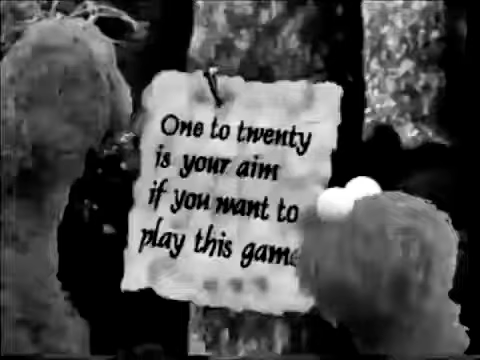 One to twenty
is your aim
if you want to
play this game